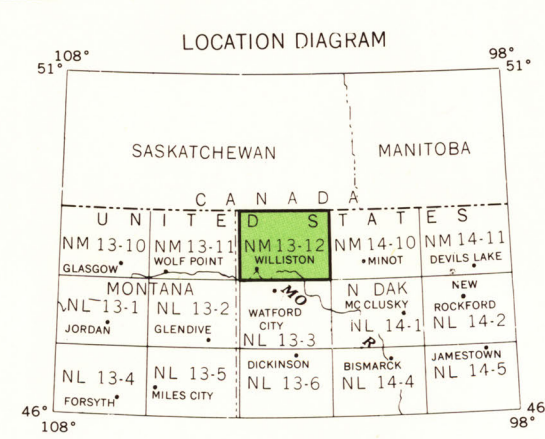 LOCATION DIAGRAM
108° 98°
51° 51°
SASKATCHEWAN MANITOBA
CANADA
UNITED STATES
NM 13-10 NM 13-11 NM 13-12 NM 14-10 NM 14-11
GLASGOW WOLF POINT WILLISTON MINOT DEVILS LAKE
MONTANA MO N DAK
NL 13-1 NL 13-2 WATFORD CITY MC CLUSKY NEW ROCKFORD
JORDAN GLENDIVE NL 13-3 NL 14-1 NL 14-2
R
NL 13-4 NL 13-5 DICKINSON BISMARCK JAMESTOWN
FORSYTH MILES CITY NL 13-6 NL 14-4 NL 14-5
46° 46°
108° 98°